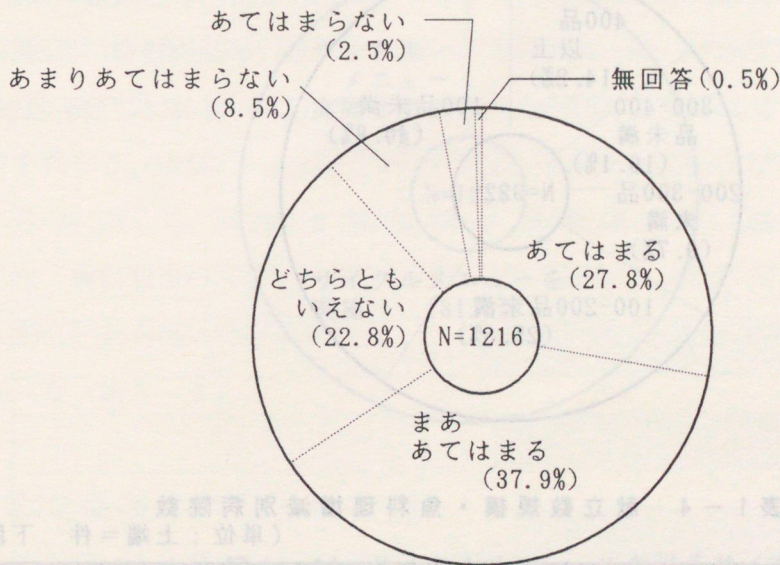 あてはまらない
(2.5%)
あまりあてはまらない
(8.5%)
無回答(0.5%)
あてはまる
(27.8%)
どちらとも
いえない
(22.8%)
N=1216
まあ
あてはまる
(37.9%)